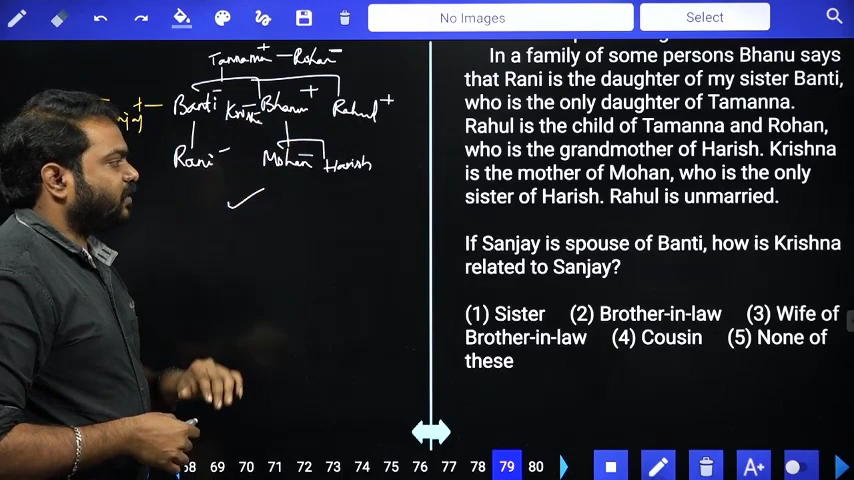 No Images
Select
Tamanna + — Rohan −
Banti −
Bhanu +
Rahul +
Rani −
Mohan −
Harish
In a family of some persons Bhanu says
that Rani is the daughter of my sister Banti,
who is the only daughter of Tamanna.
Rahul is the child of Tamanna and Rohan,
who is the grandmother of Harish. Krishna
is the mother of Mohan, who is the only
sister of Harish. Rahul is unmarried.
If Sanjay is spouse of Banti, how is Krishna
related to Sanjay?
(1) Sister (2) Brother-in-law (3) Wife of
Brother-in-law (4) Cousin (5) None of
these
68 69 70 71 72 73 74 75 76 77 78 79 80
A+